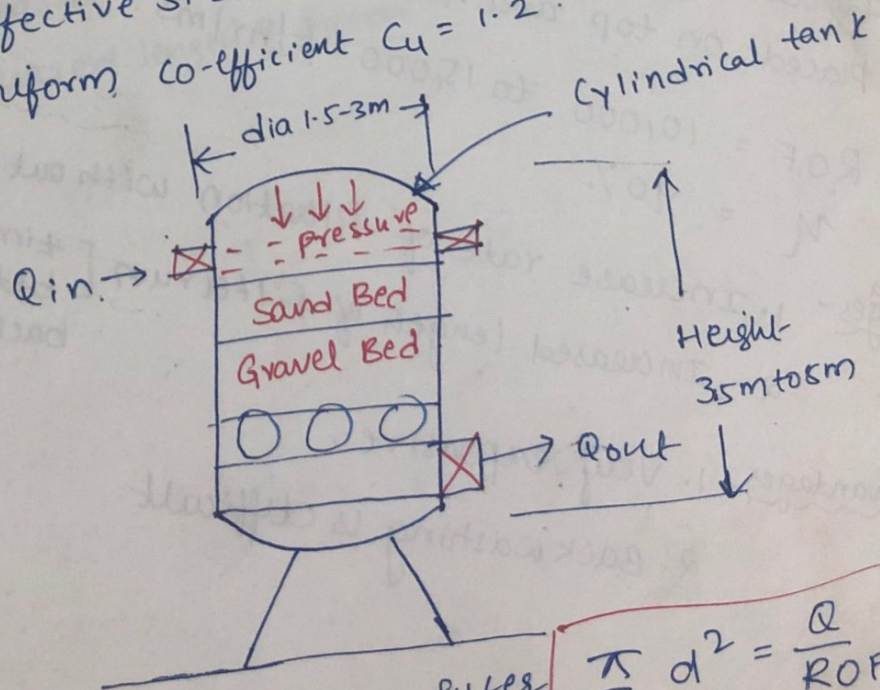 fective
uform co-efficient Cu = 1.2
dia 1.5-3m
Cylindrical tank
Pressure
Qin.
Sand Bed
Gravel Bed
Height-
3.5m to 8m
Qout
π d² = Q
ROF